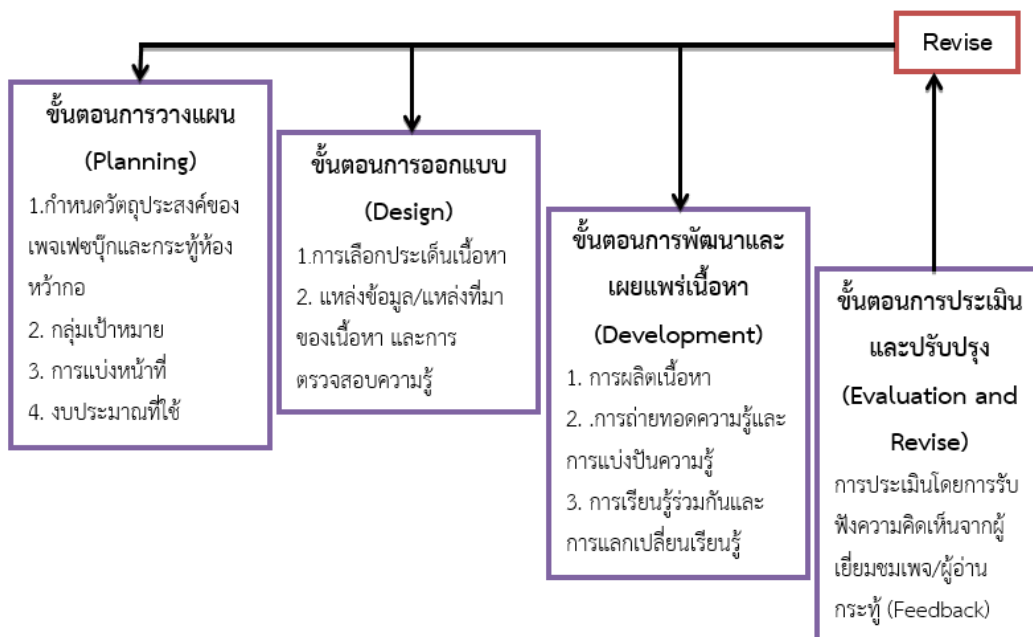 Revise
ขั้นตอนการวางแผน
(Planning)
1.กำหนดวัตถุประสงค์ของ
เพจเฟซบุ๊กและกระทู้ห้อง
หว้ากอ
2. กลุ่มเป้าหมาย
3. การแบ่งหน้าที่
4. งบประมาณที่ใช้
ขั้นตอนการออกแบบ
(Design)
1.การเลือกประเด็นเนื้อหา
2. แหล่งข้อมูล/แหล่งที่มา
ของเนื้อหา และการ
ตรวจสอบความรู้
ขั้นตอนการพัฒนาและ
เผยแพร่เนื้อหา
(Development)
1. การผลิตเนื้อหา
2. .การถ่ายทอดความรู้และ
การแบ่งปันความรู้
3. การเรียนรู้ร่วมกันและ
การแลกเปลี่ยนเรียนรู้
ขั้นตอนการประเมิน
และปรับปรุง
(Evaluation and
Revise)
การประเมินโดยการรับ
ฟังความคิดเห็นจากผู้
เยี่ยมชมเพจ/ผู้อ่าน
กระทู้ (Feedback)